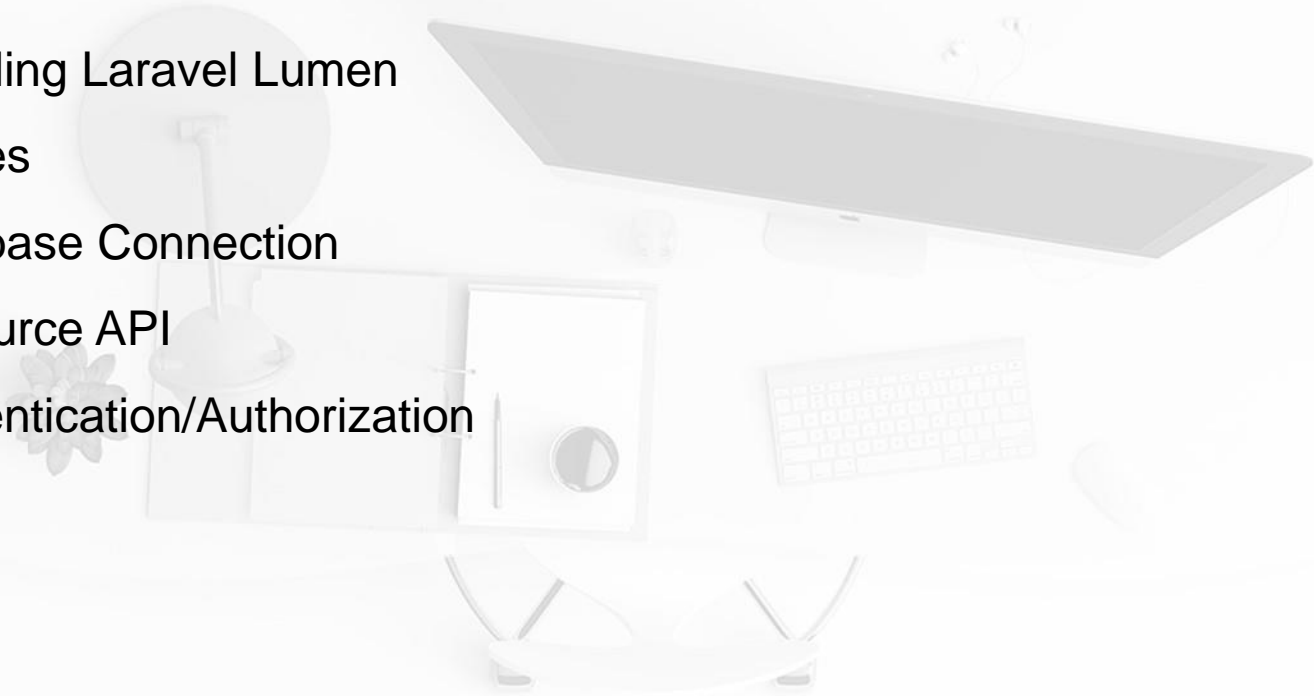 ling Laravel Lumen
es
base Connection
urce API
entication/Authorization